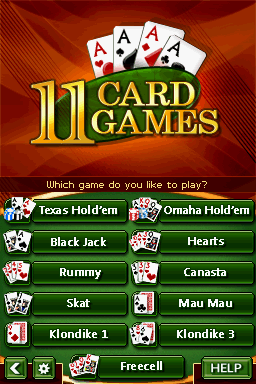 A A A A
11 CARD
GAMES
Which game do you like to play?
Texas Hold'em
Omaha Hold'em
Black Jack
Hearts
Rummy
Canasta
Skat
Mau Mau
Klondike 1
Klondike 3
Freecell
HELP